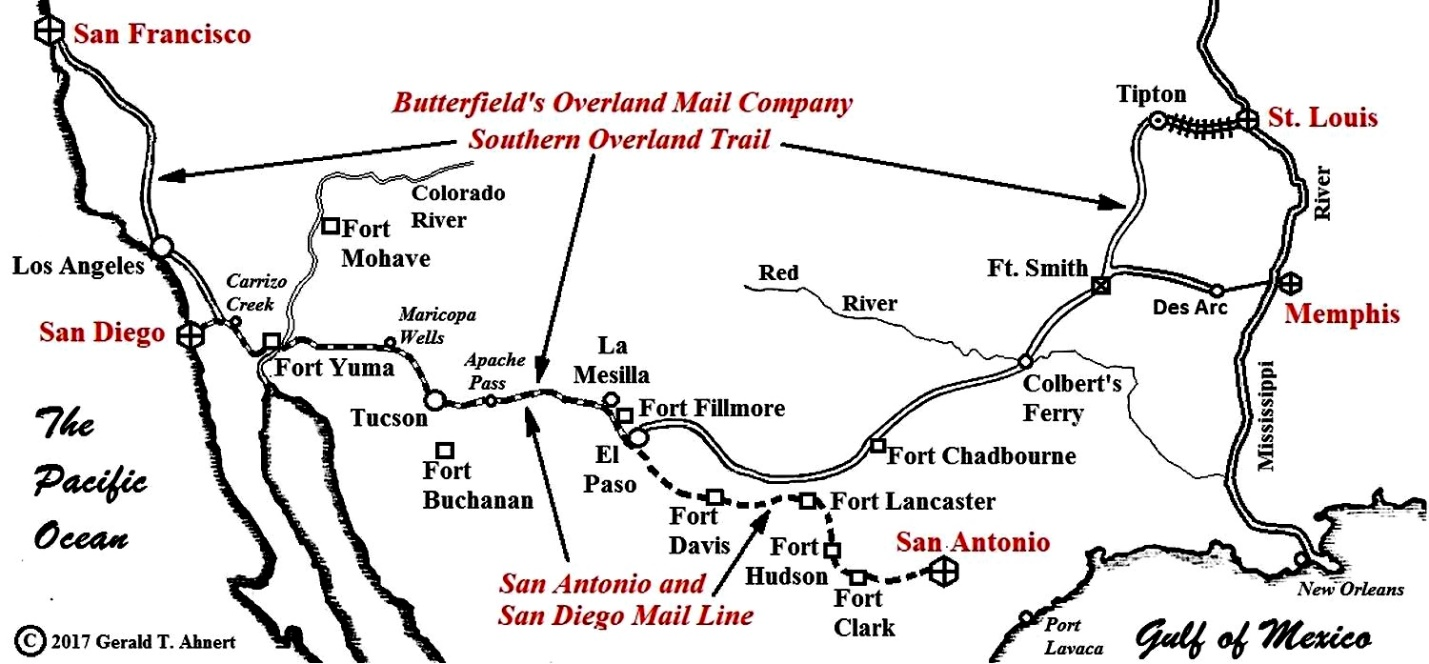 San Francisco
Butterfield's Overland Mail Company
Southern Overland Trail
Tipton
St. Louis
River
Colorado
River
Fort
Mohave
Los Angeles
Carrizo
Creek
San Diego
Fort Yuma
Maricopa
Wells
Apache
Pass
Tucson
La
Mesilla
Fort Fillmore
El
Paso
Fort
Buchanan
Red
River
Ft. Smith
Des Arc
Memphis
Colbert's
Ferry
Mississippi
Fort Chadbourne
Fort Lancaster
Fort
Davis
Fort
Hudson
Fort
Clark
San Antonio
San Antonio and
San Diego Mail Line
The
Pacific
Ocean
New Orleans
Port
Lavaca
Gulf of Mexico
© 2017 Gerald T. Ahnert